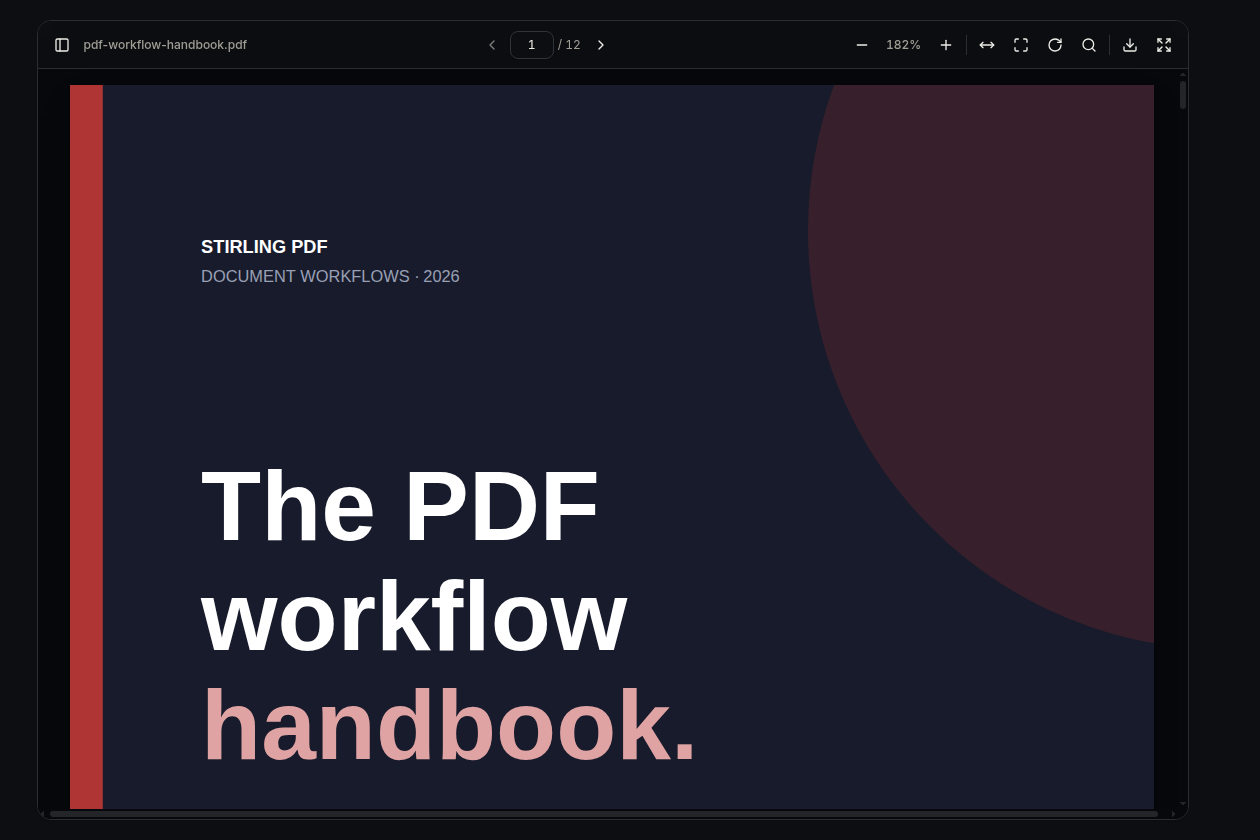 pdf-workflow-handbook.pdf
1 / 12
182%
STIRLING PDF
DOCUMENT WORKFLOWS · 2026
The PDF
workflow
handbook.